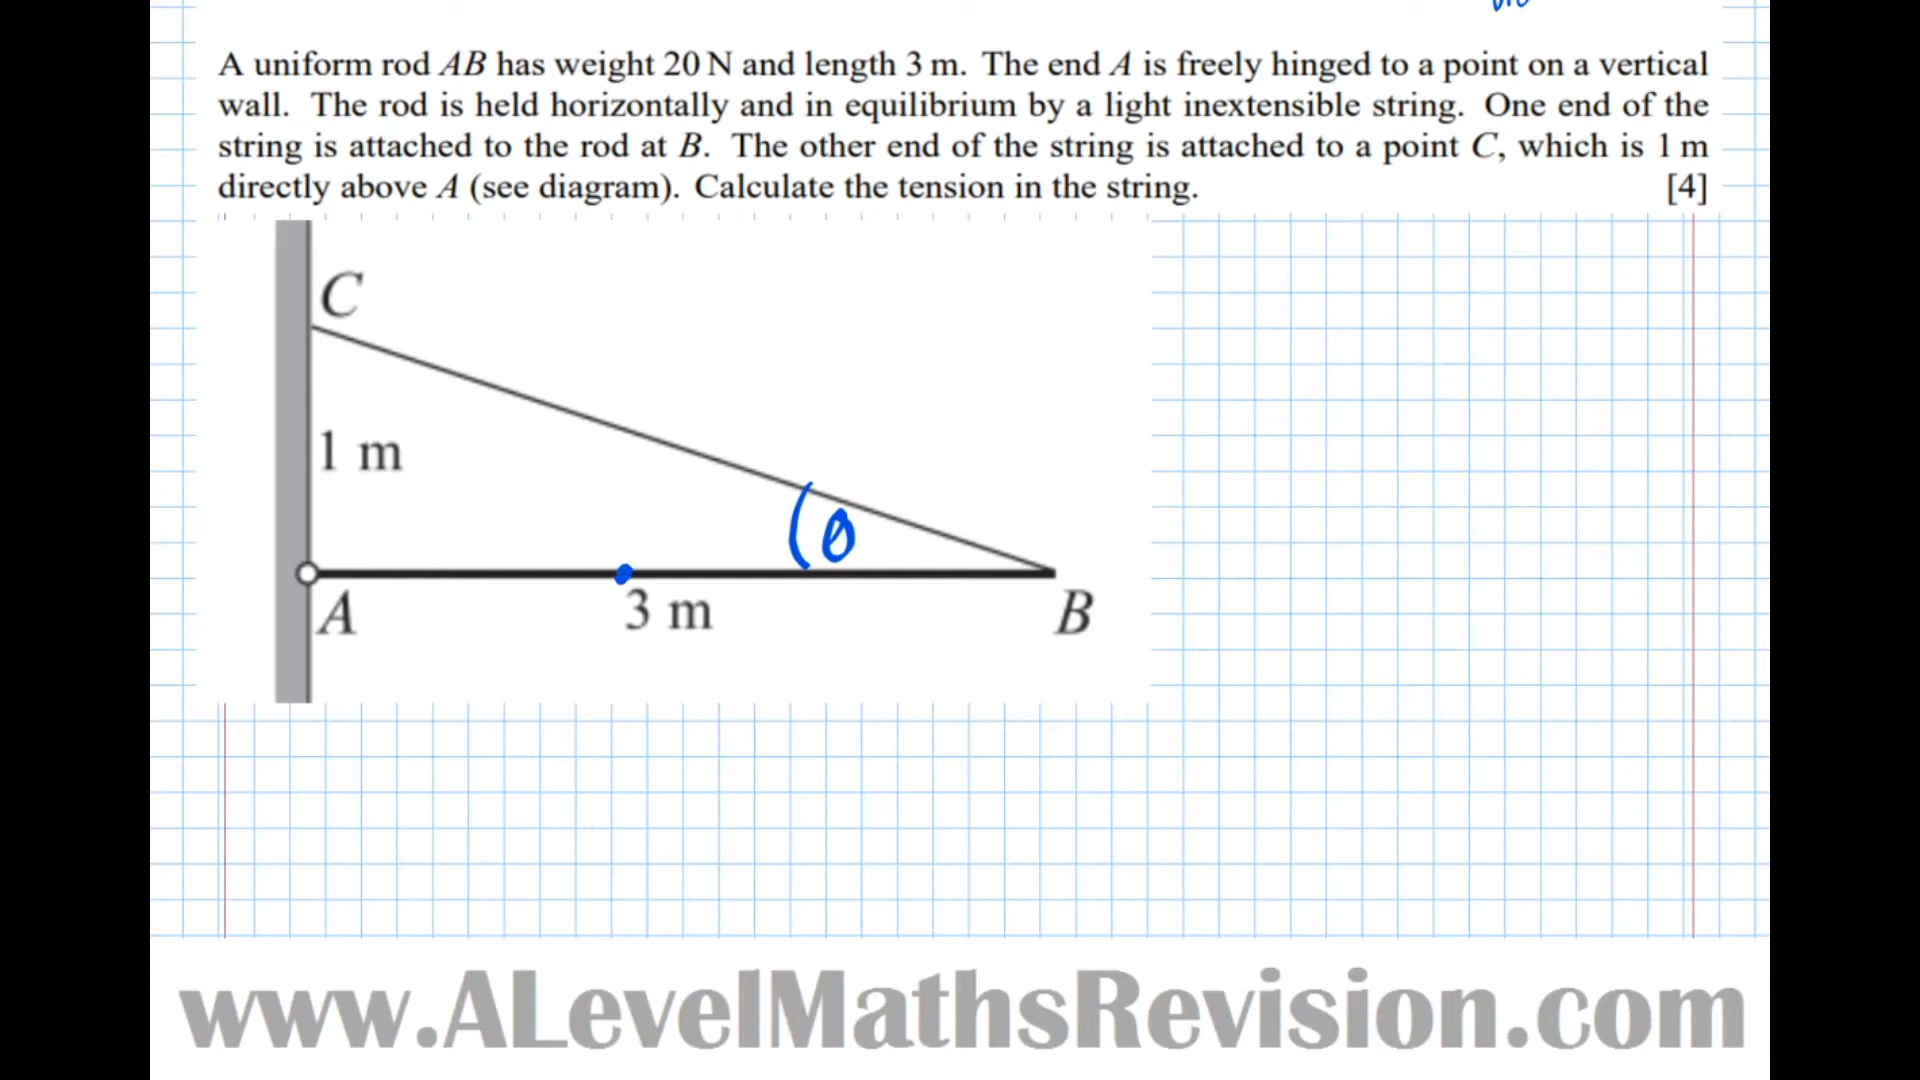 A uniform rod AB has weight 20 N and length 3 m. The end A is freely hinged to a point on a vertical
wall. The rod is held horizontally and in equilibrium by a light inextensible string. One end of the
string is attached to the rod at B. The other end of the string is attached to a point C, which is 1 m
directly above A (see diagram). Calculate the tension in the string. [4]
C
1 m
θ
A
3 m
B
www.ALevelMathsRevision.com